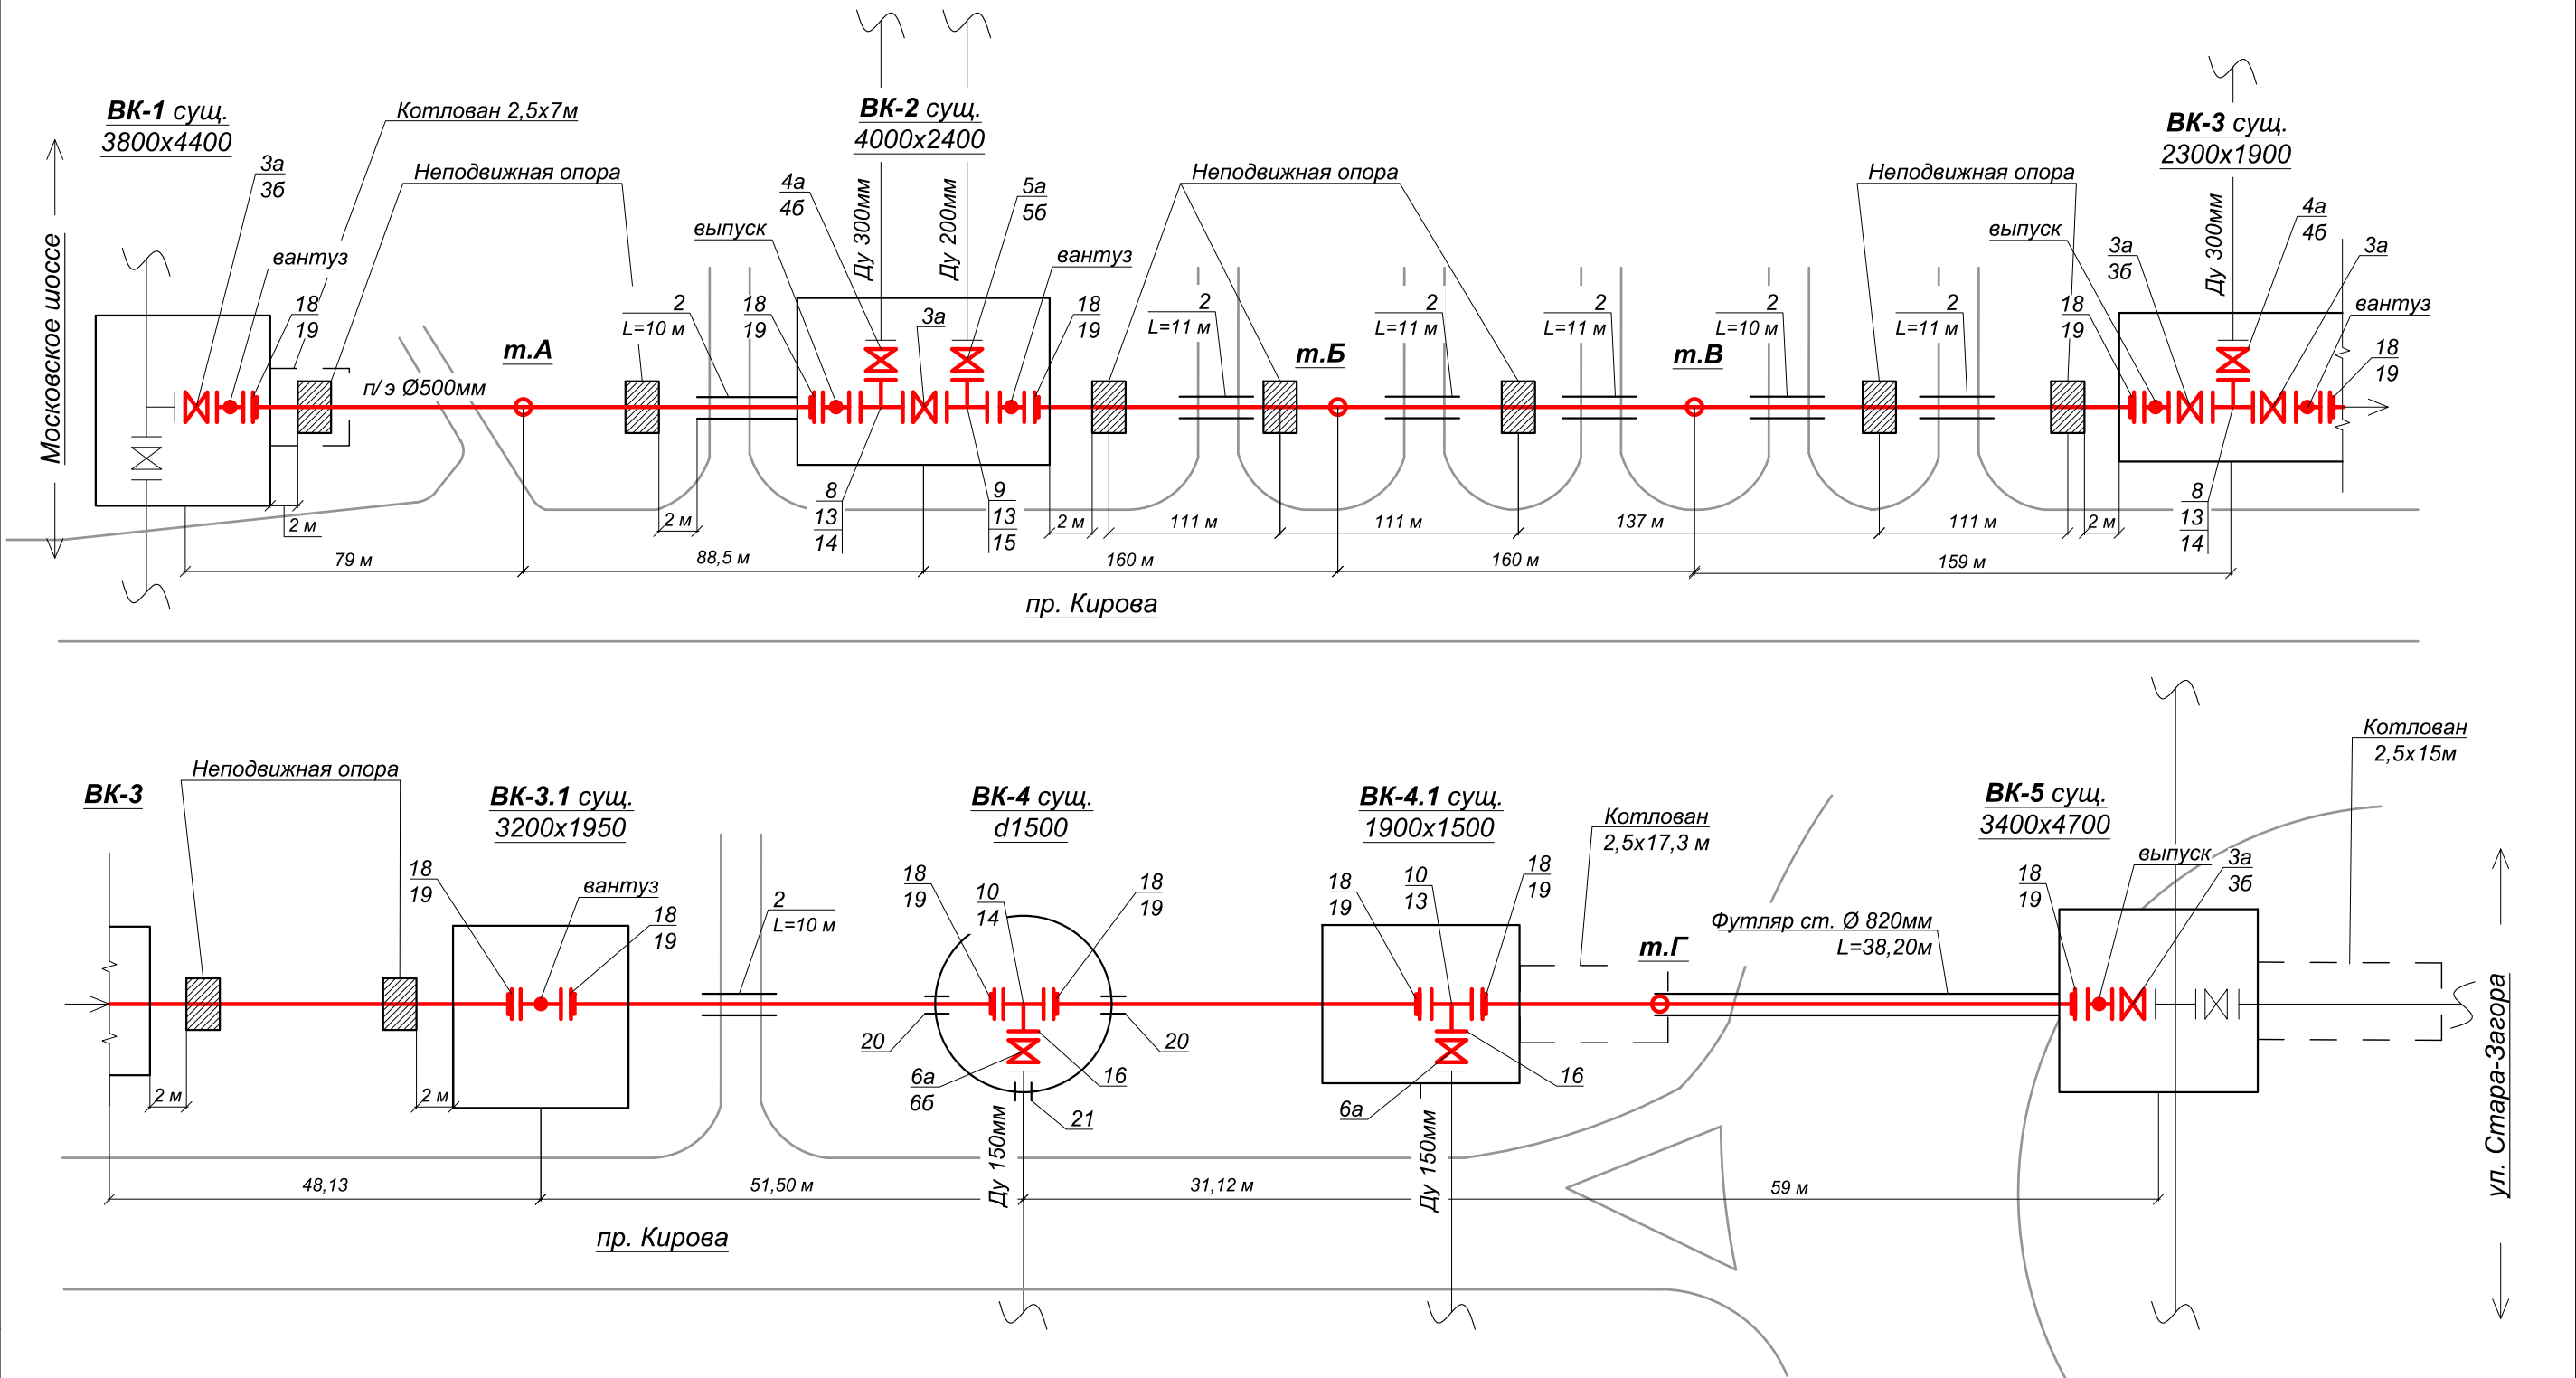 ВК-1 сущ.
3800х4400
Котлован 2,5х7м
3а
3б
Неподвижная опора
вантуз
18
19
Московское шоссе
п/э Ø500мм
т.А
2 м
79 м
2
L=10 м
2 м
88,5 м
выпуск
18
19
4а
4б
ВК-2 сущ.
4000х2400
Ду 300мм
Ду 200мм
3а
5а
5б
вантуз
18
19
8
13
14
9
13
15
2 м
Неподвижная опора
2
L=11 м
111 м
160 м
т.Б
2
L=11 м
111 м
2
L=11 м
137 м
160 м
т.В
2
L=10 м
Неподвижная опора
2
L=11 м
111 м
2 м
159 м
выпуск
18
19
3а
3б
ВК-3 сущ.
2300х1900
Ду 300мм
4а
4б
3а
вантуз
18
19
8
13
14
пр. Кирова
ВК-3
Неподвижная опора
2 м
2 м
48,13
ВК-3.1 сущ.
3200х1950
18
19
вантуз
18
19
2
L=10 м
51,50 м
ВК-4 сущ.
d1500
18
19
10
14
18
19
20
20
6а
6б
16
21
Ду 150мм
31,12 м
ВК-4.1 сущ.
1900х1500
18
19
10
13
18
19
6а
16
Ду 150мм
Котлован
2,5х17,3 м
т.Г
Футляр ст. Ø 820мм
L=38,20м
59 м
ВК-5 сущ.
3400х4700
18
19
выпуск
3а
3б
Котлован
2,5х15м
ул. Стара-Загора
пр. Кирова